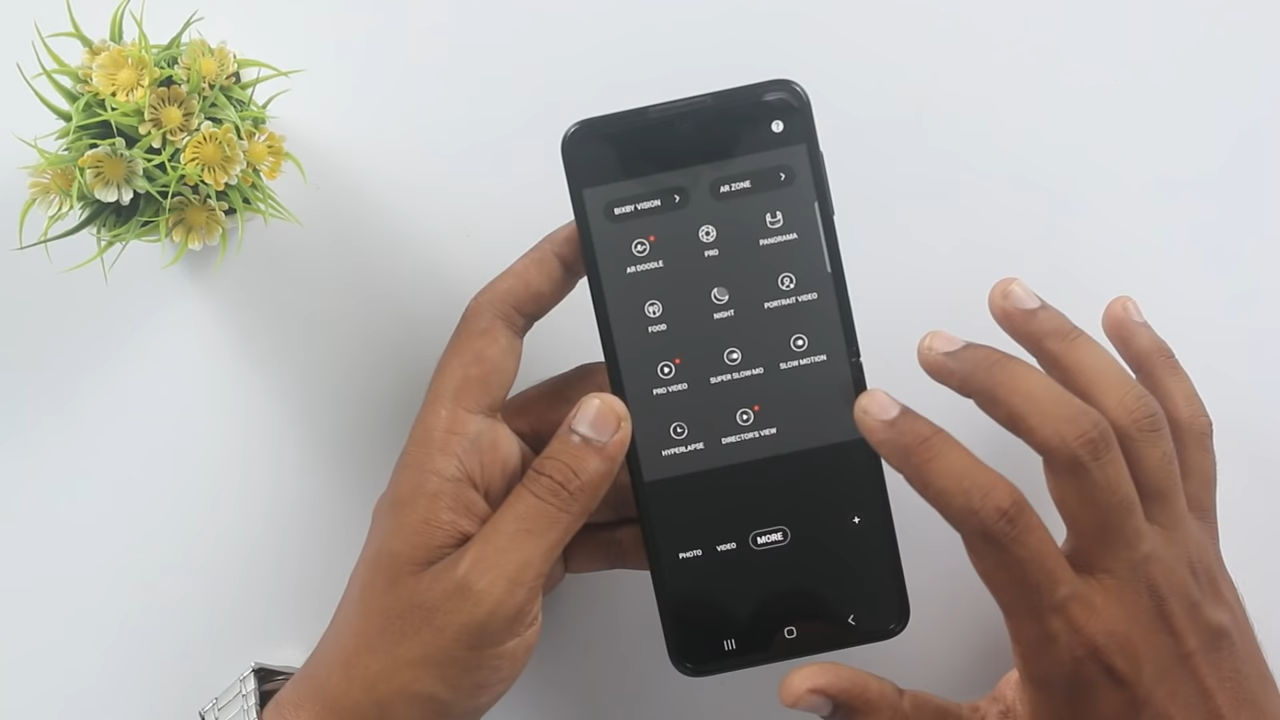 BIXBY VISION
AR ZONE
AR DOODLE
PRO
PANORAMA
FOOD
NIGHT
PORTRAIT VIDEO
PRO VIDEO
SUPER SLOW-MO
SLOW MOTION
HYPERLAPSE
DIRECTOR'S VIEW
PHOTO
VIDEO
MORE